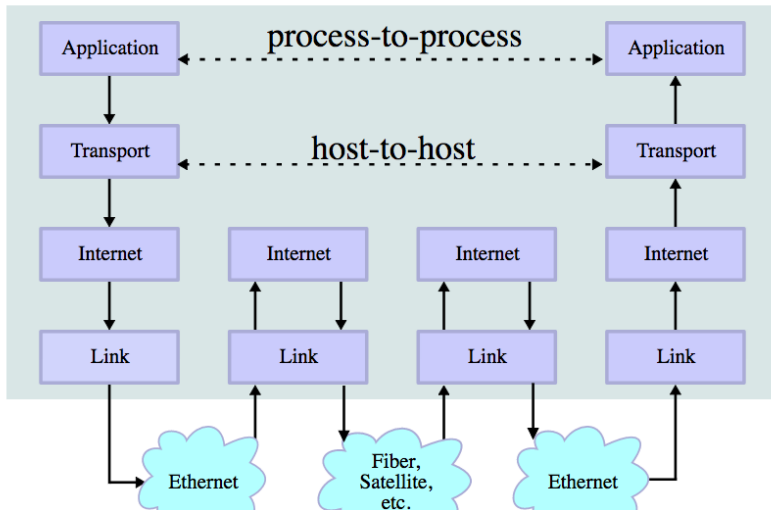 process-to-process
Application
Application
host-to-host
Transport
Transport
Internet
Internet
Internet
Internet
Link
Link
Link
Link
Ethernet
Fiber,
Satellite,
etc.
Ethernet